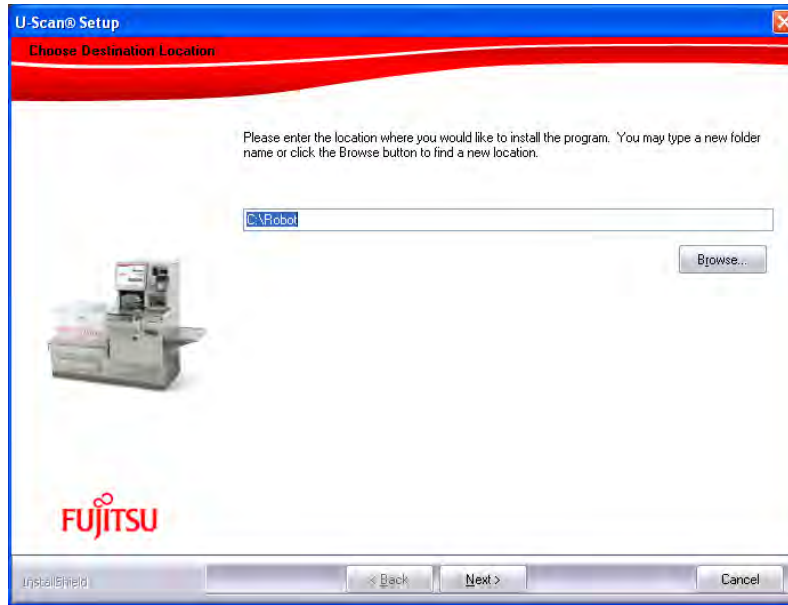 U-Scan® Setup
Choose Destination Location
Please enter the location where you would like to install the program. You may type a new folder
name or click the Browse button to find a new location.
C:\Robot
Browse...
FUJITSU
InstallShield
< Back
Next >
Cancel